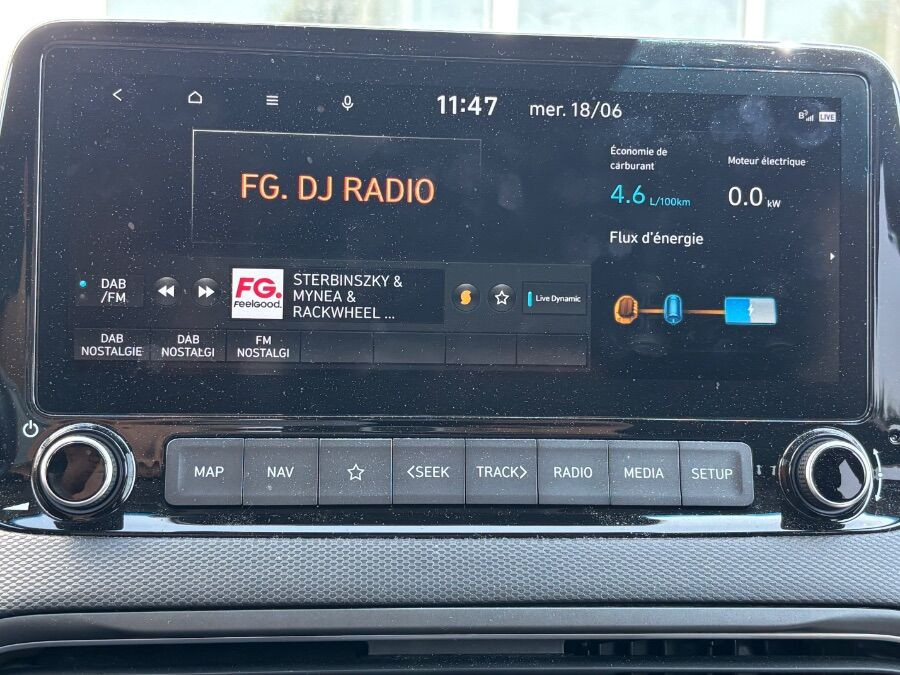 11:47
mer. 18/06
B
LIVE
FG. DJ RADIO
Économie de
carburant
4.6 L/100km
Moteur électrique
0.0 kW
Flux d'énergie
DAB
/FM
FG.
Feelgood.
STERBINSZKY &
MYNEA &
RACKWHEEL ...
Live Dynamic
DAB
NOSTALGIE
DAB
NOSTALGI
FM
NOSTALGI
MAP
NAV
<SEEK
TRACK>
RADIO
MEDIA
SETUP